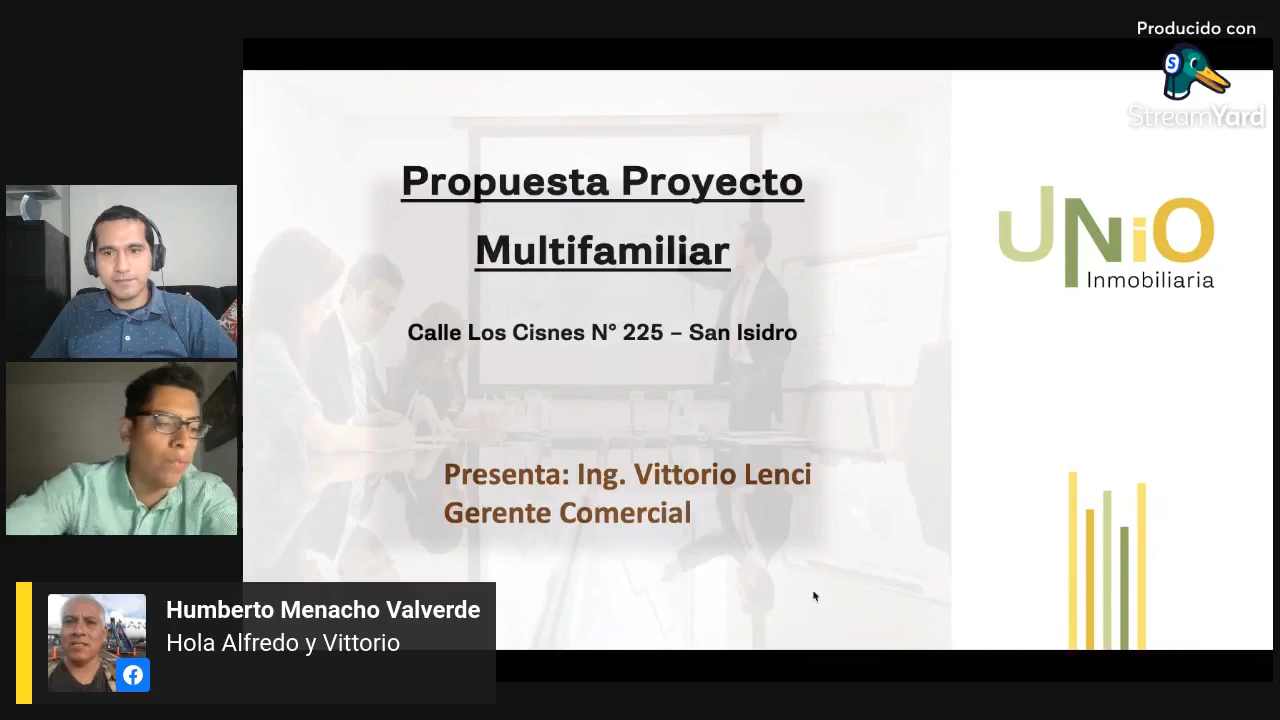 Producido con
StreamYard
Propuesta Proyecto
Multifamiliar
Calle Los Cisnes N° 225 – San Isidro
UNiO
Inmobiliaria
Presenta: Ing. Vittorio Lenci
Gerente Comercial
Humberto Menacho Valverde
Hola Alfredo y Vittorio